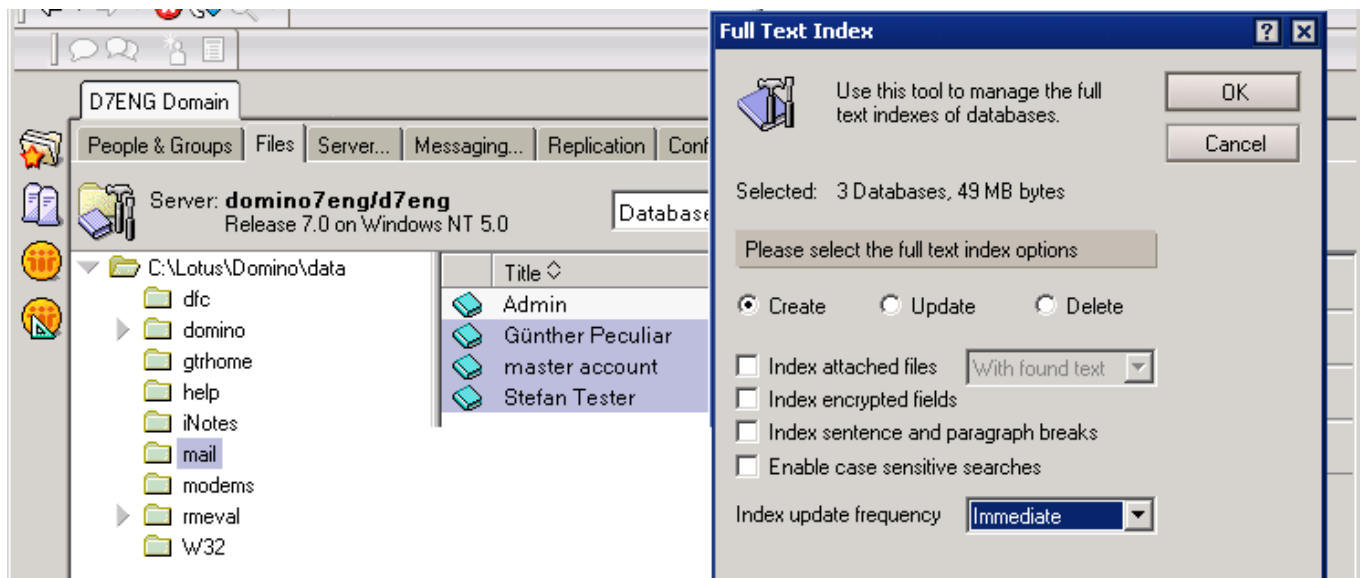 D7ENG Domain
People & Groups
Files
Server...
Messaging...
Replication
Conf
Server: domino7eng/d7eng
Release 7.0 on Windows NT 5.0
Database
C:\Lotus\Domino\data
dfc
domino
gtrhome
help
iNotes
mail
modems
rmeval
W32
Title
Admin
Günther Peculiar
master account
Stefan Tester
Full Text Index
Use this tool to manage the full
text indexes of databases.
OK
Cancel
Selected: 3 Databases, 49 MB bytes
Please select the full text index options
Create
Update
Delete
Index attached files
With found text
Index encrypted fields
Index sentence and paragraph breaks
Enable case sensitive searches
Index update frequency
Immediate